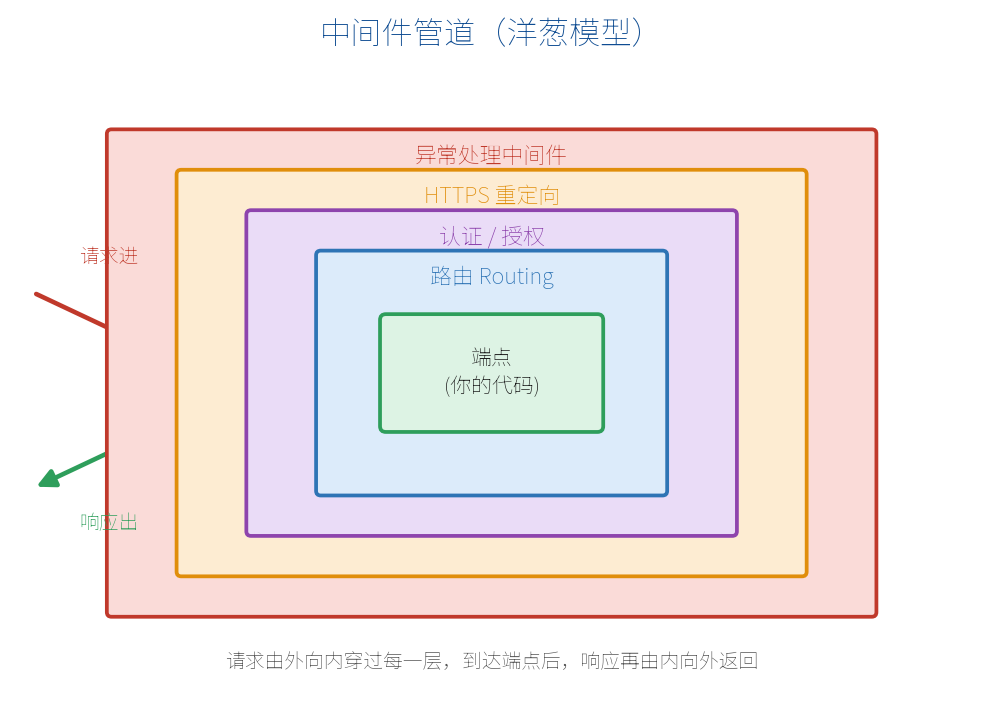 中间件管道（洋葱模型）
异常处理中间件
HTTPS 重定向
认证 / 授权
请求进
路由 Routing
端点
(你的代码)
响应出
请求由外向内穿过每一层，到达端点后，响应再由内向外返回